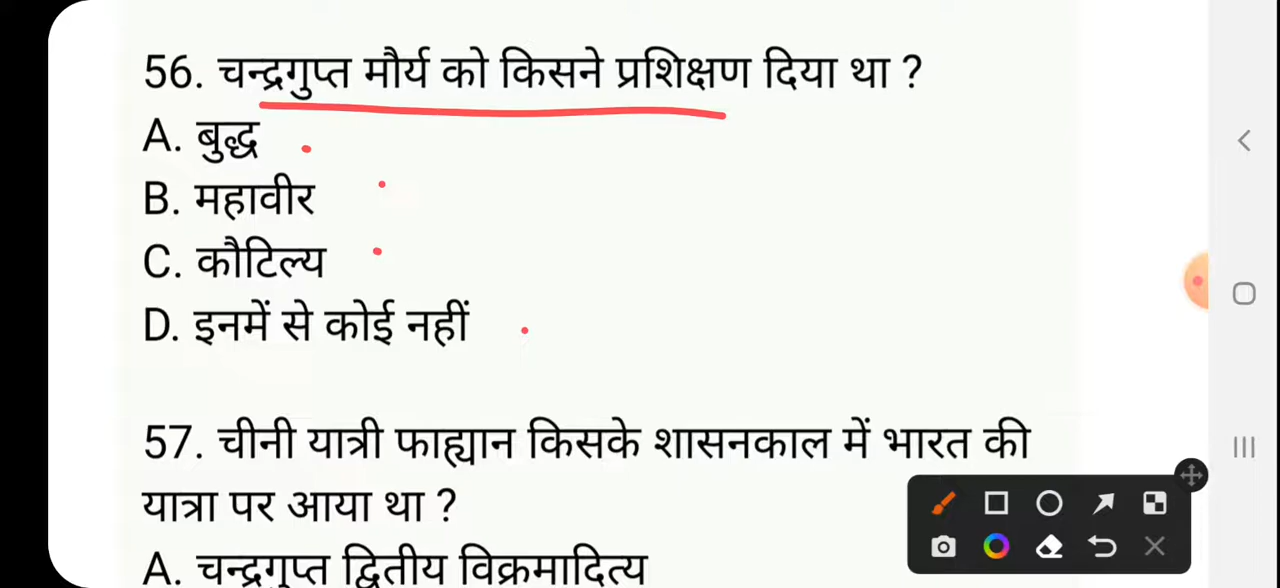 56. चन्द्रगुप्त मौर्य को किसने प्रशिक्षण दिया था ?
A. बुद्ध
B. महावीर
C. कौटिल्य
D. इनमें से कोई नहीं
57. चीनी यात्री फाह्यान किसके शासनकाल में भारत की
यात्रा पर आया था ?
A. चन्द्रगुप्त द्वितीय विक्रमादित्य